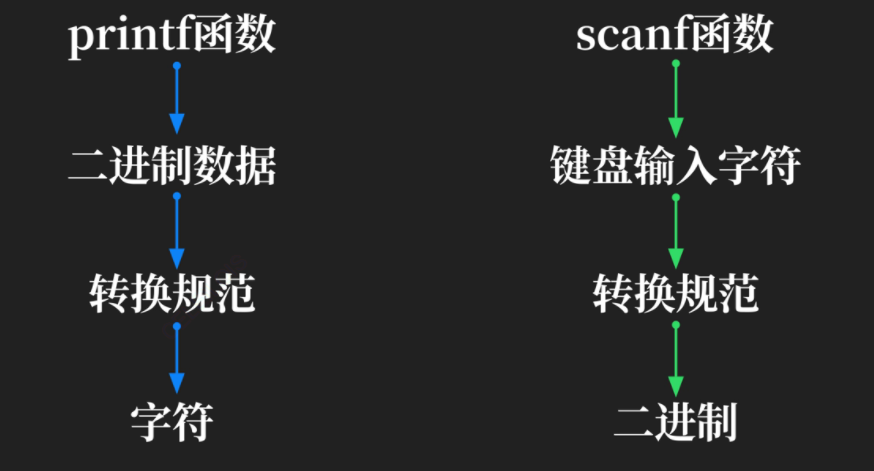 printf函数
二进制数据
转换规范
字符
scanf函数
键盘输入字符
转换规范
二进制